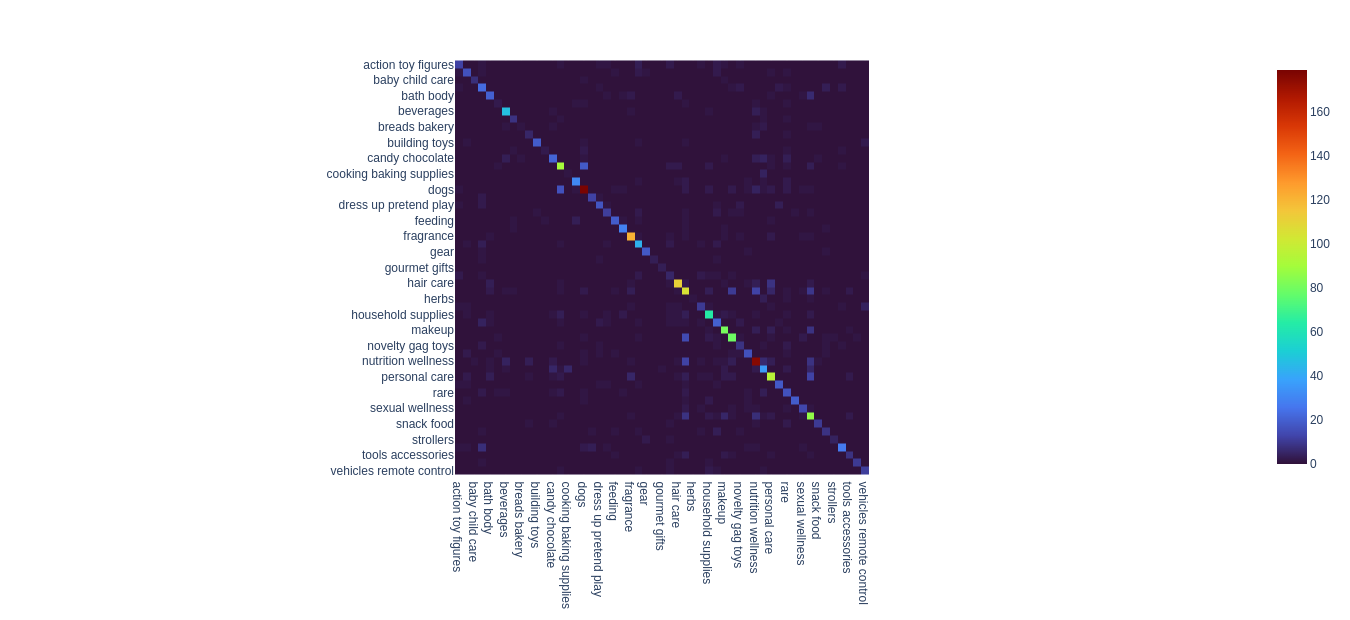 action toy figures
baby child care
bath body
beverages
breads bakery
building toys
candy chocolate
cooking baking supplies
dogs
dress up pretend play
feeding
fragrance
gear
gourmet gifts
hair care
herbs
household supplies
makeup
novelty gag toys
nutrition wellness
personal care
rare
sexual wellness
snack food
strollers
tools accessories
vehicles remote control
action toy figures
baby child care
bath body
beverages
breads bakery
building toys
candy chocolate
cooking baking supplies
dogs
dress up pretend play
feeding
fragrance
gear
gourmet gifts
hair care
herbs
household supplies
makeup
novelty gag toys
nutrition wellness
personal care
rare
sexual wellness
snack food
strollers
tools accessories
vehicles remote control
160
140
120
100
80
60
40
20
0